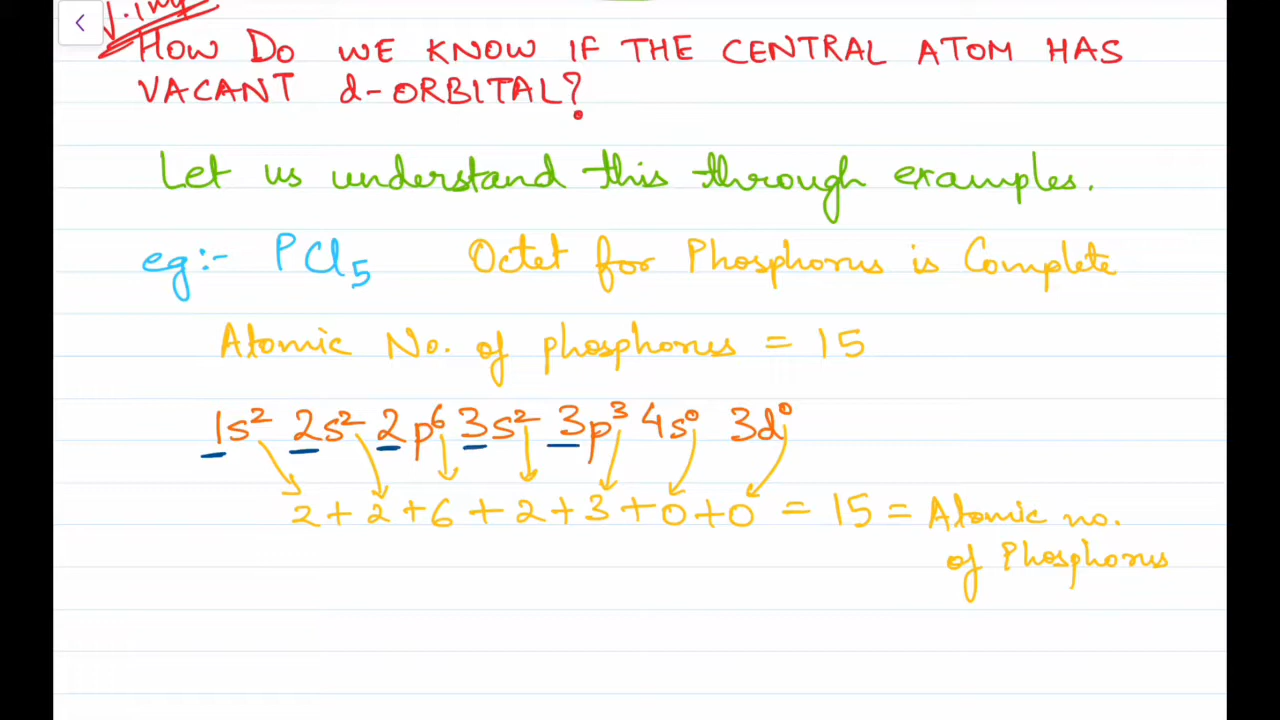 V. imp
HOW DO WE KNOW IF THE CENTRAL ATOM HAS
VACANT d-ORBITAL?
Let us understand this through examples.
eg:- PCl₅ Octet for Phosphorus is Complete
Atomic No. of phosphorus = 15
1s² 2s² 2p⁶ 3s² 3p³ 4s⁰ 3d⁰
2+2+6+2+3+0+0 = 15 = Atomic no.
of Phosphorus